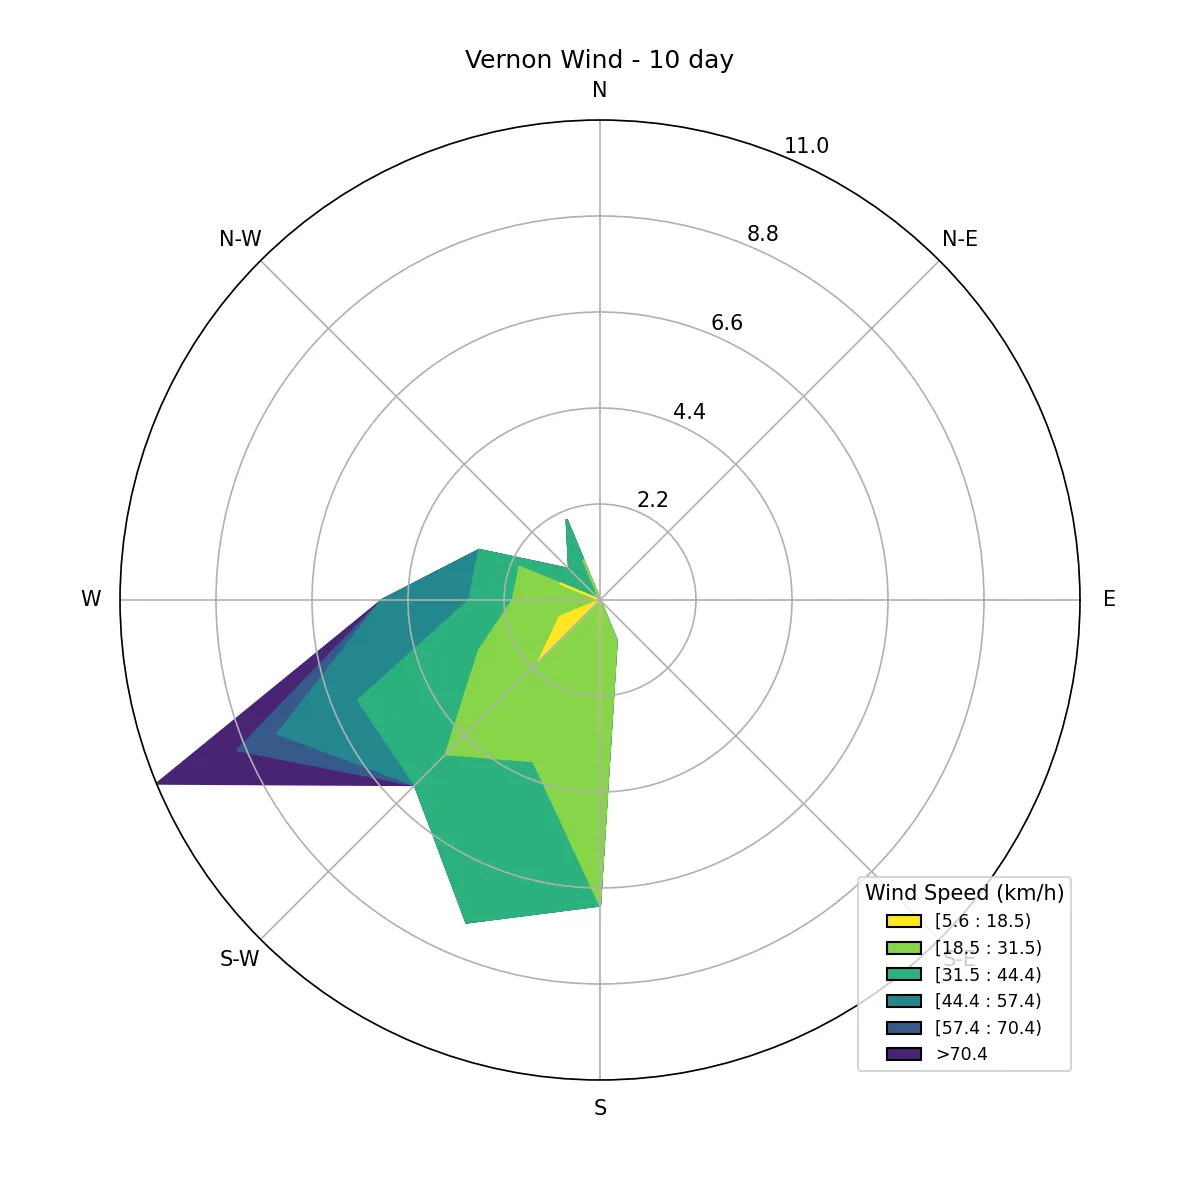 Vernon Wind - 10 day
N
11.0
N-W
N-E
8.8
6.6
4.4
2.2
W
E
S-W
S-E
Wind Speed (km/h)
[5.6 : 18.5)
[18.5 : 31.5)
[31.5 : 44.4)
[44.4 : 57.4)
[57.4 : 70.4)
>70.4
S